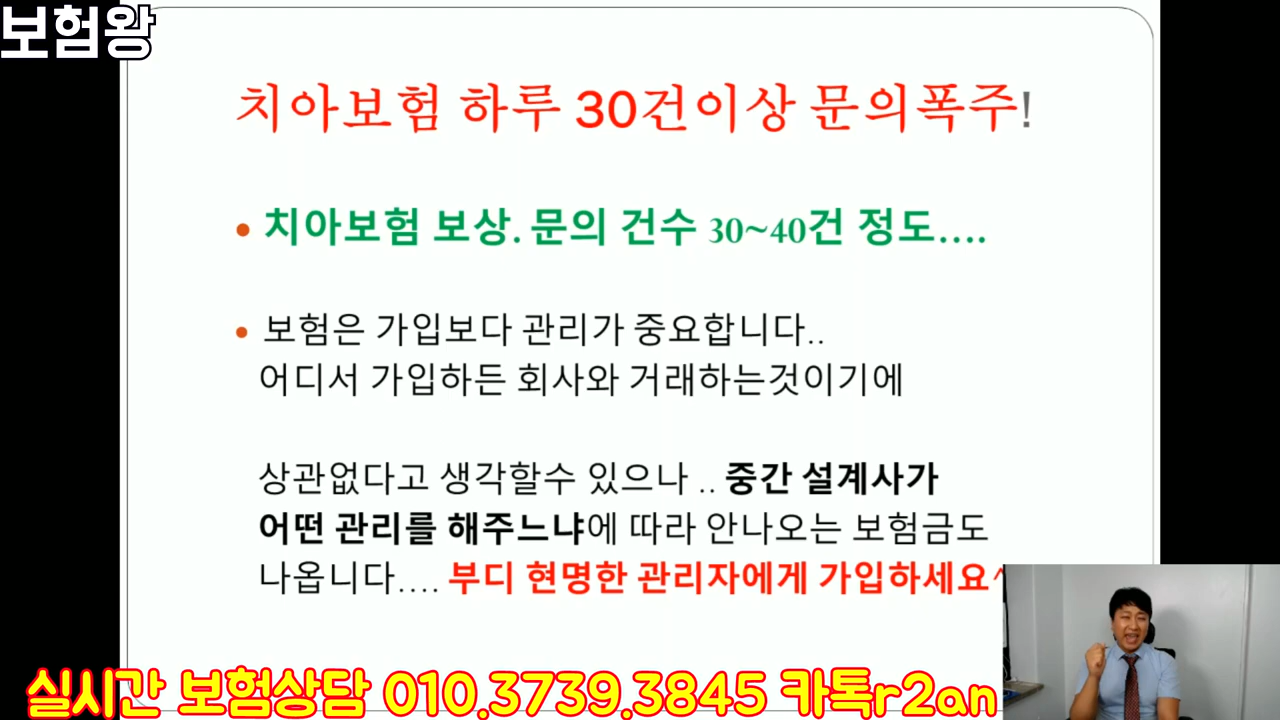 보험왕
치아보험 하루 30건이상 문의폭주!
• 치아보험 보상. 문의 건수 30~40건 정도....
• 보험은 가입보다 관리가 중요합니다..
어디서 가입하든 회사와 거래하는것이기에
상관없다고 생각할수 있으나 .. 중간 설계사가
어떤 관리를 해주느냐에 따라 안나오는 보험금도
나옵니다.... 부디 현명한 관리자에게 가입하세요~
실시간 보험상담 010.3739.3845 카톡r2an